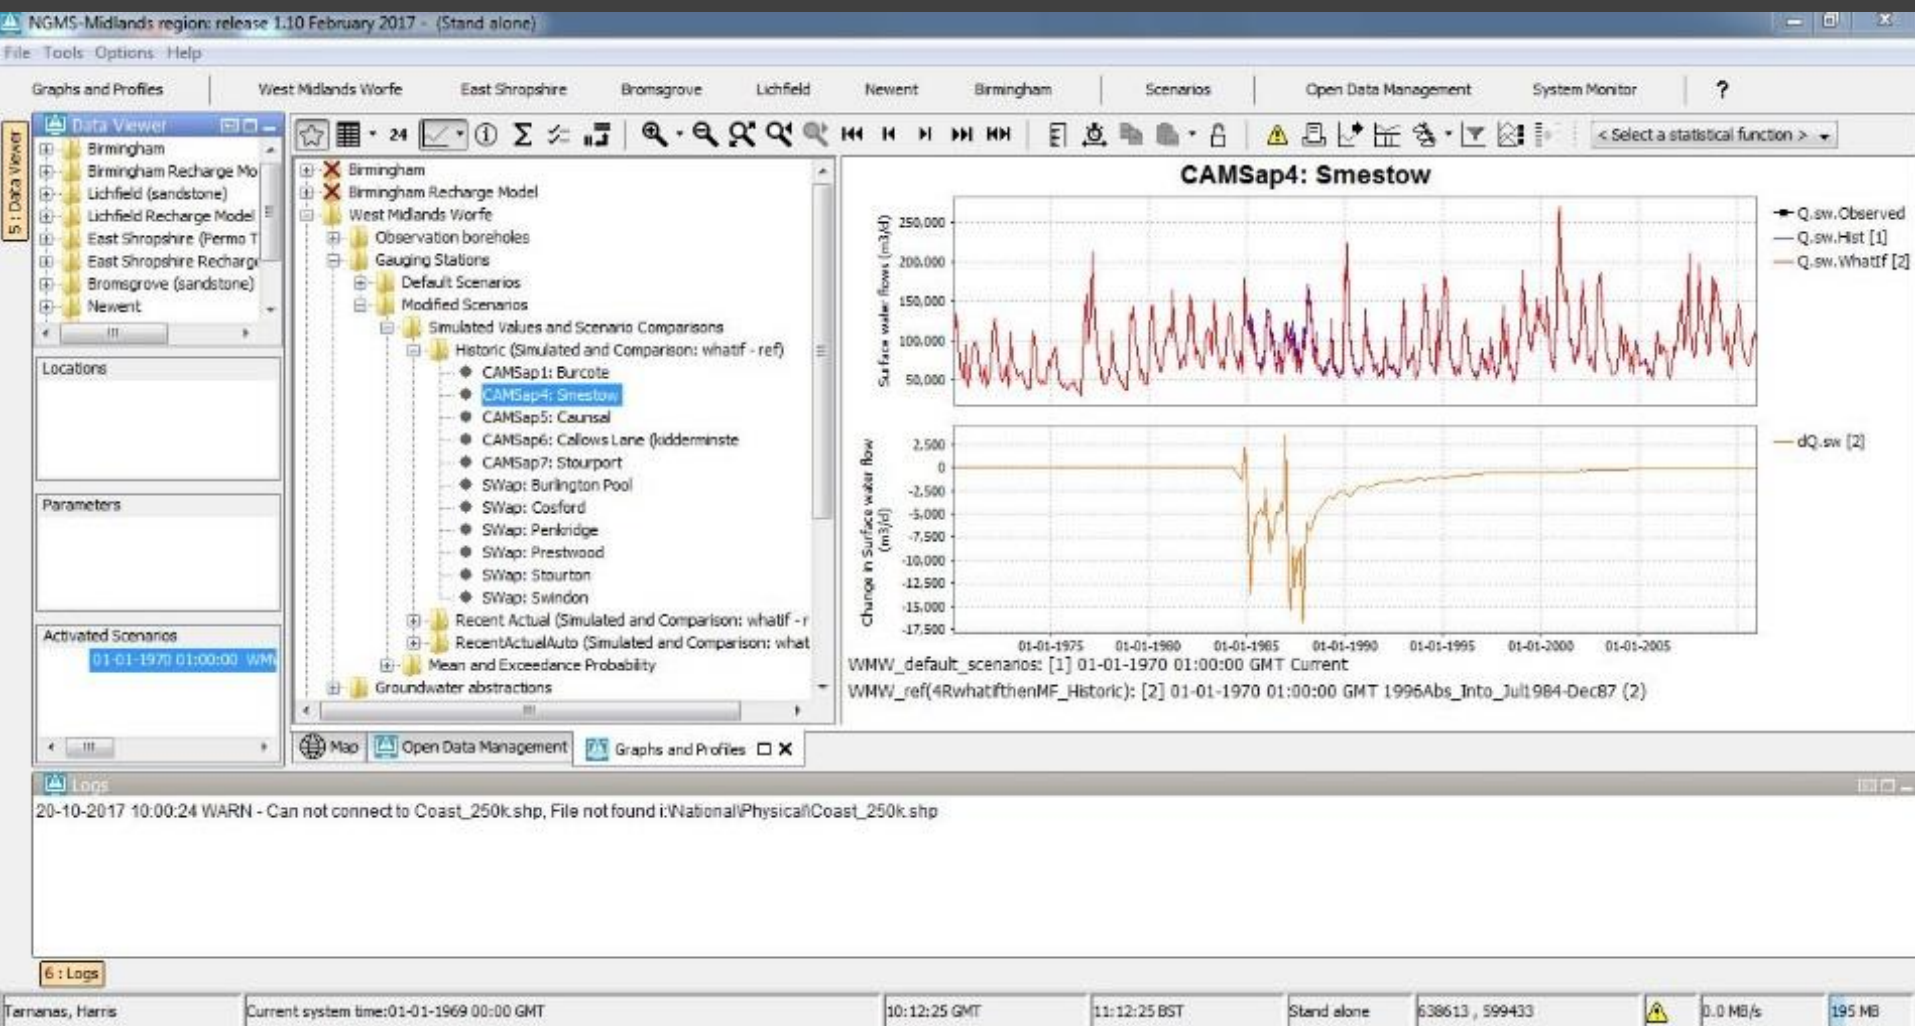 NGMS-Midlands region: release 1.10 February 2017 - (Stand alone)
File Tools Options Help
Graphs and Profiles West Midlands Worfe East Shropshire Bromsgrove Lichfield Newent Birmingham Scenarios Open Data Management System Monitor ?
5 : Data Viewer
Data Viewer
Birmingham
Birmingham Recharge Mo
Lichfield (sandstone)
Lichfield Recharge Model
East Shropshire (Permo T
East Shropshire Recharge
Bromsgrove (sandstone)
Newent
Locations
Parameters
Activated Scenarios
01-01-1970 01:00:00 WMW
24
< Select a statistical function >
Birmingham
Birmingham Recharge Model
West Midlands Worfe
Observation boreholes
Gauging Stations
Default Scenarios
Modified Scenarios
Simulated Values and Scenario Comparisons
Historic (Simulated and Comparison: whatif - ref)
CAMSap1: Burcote
CAMSap4: Smestow
CAMSap5: Caunsal
CAMSap6: Callows Lane (kidderminste
CAMSap7: Stourport
SWap: Burlington Pool
SWap: Cosford
SWap: Penkridge
SWap: Prestwood
SWap: Stourton
SWap: Swindon
Recent Actual (Simulated and Comparison: whatif - r
RecentActualAuto (Simulated and Comparison: what
Mean and Exceedance Probability
Groundwater abstractions
CAMSap4: Smestow
Surface water flows (m3/d)
250.000
200.000
150.000
100.000
50.000
Q.sw.Observed
Q.sw.Hist [1]
Q.sw.WhatIf [2]
Change in Surface water flow
(m3/d)
2.500
0
-2.500
-5.000
-7.500
-10.000
-12.500
-15.000
-17.500
dQ.sw [2]
01-01-1975 01-01-1980 01-01-1985 01-01-1990 01-01-1995 01-01-2000 01-01-2005
WMW_default_scenarios: [1] 01-01-1970 01:00:00 GMT Current
WMW_ref(4RwhatifthenMF_Historic): [2] 01-01-1970 01:00:00 GMT 1996Abs_Into_Jul1984-Dec87 (2)
Map Open Data Management Graphs and Profiles
Logs
20-10-2017 10:00:24 WARN - Can not connect to Coast_250k.shp, File not found i:\National\Physical\Coast_250k.shp
6 : Logs
Tarnanas, Harris Current system time:01-01-1969 00:00 GMT 10:12:25 GMT 11:12:25 BST Stand alone 638613 , 599433 0.0 MB/s 195 MB